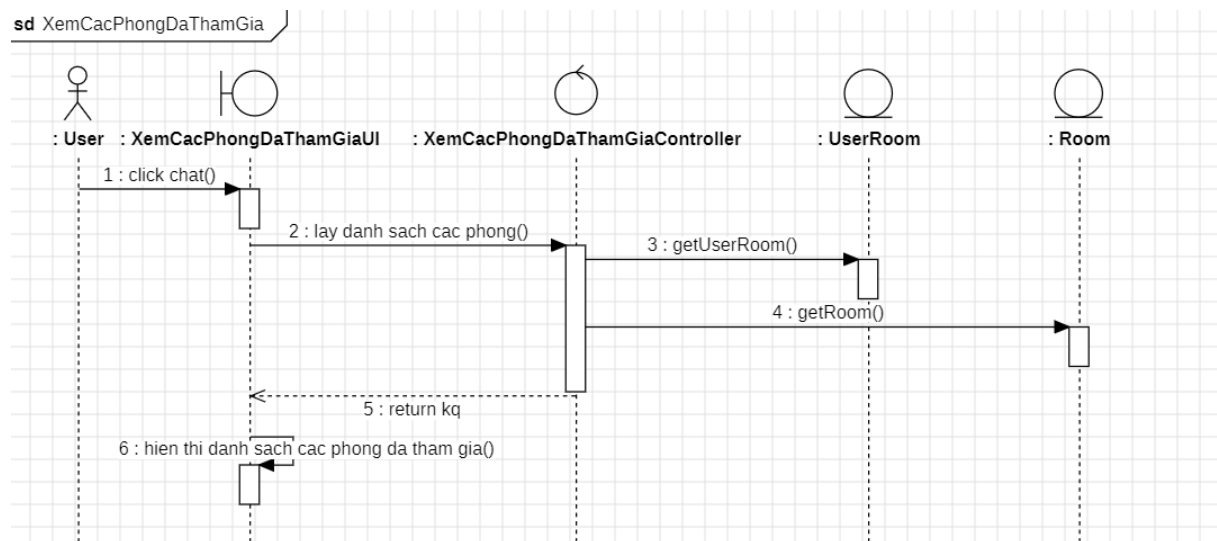 sd XemCacPhongDaThamGia
: User : XemCacPhongDaThamGiaUI : XemCacPhongDaThamGiaController : UserRoom : Room
1 : click chat()
2 : lay danh sach cac phong()
3 : getUserRoom()
4 : getRoom()
5 : return kq
6 : hien thi danh sach cac phong da tham gia()